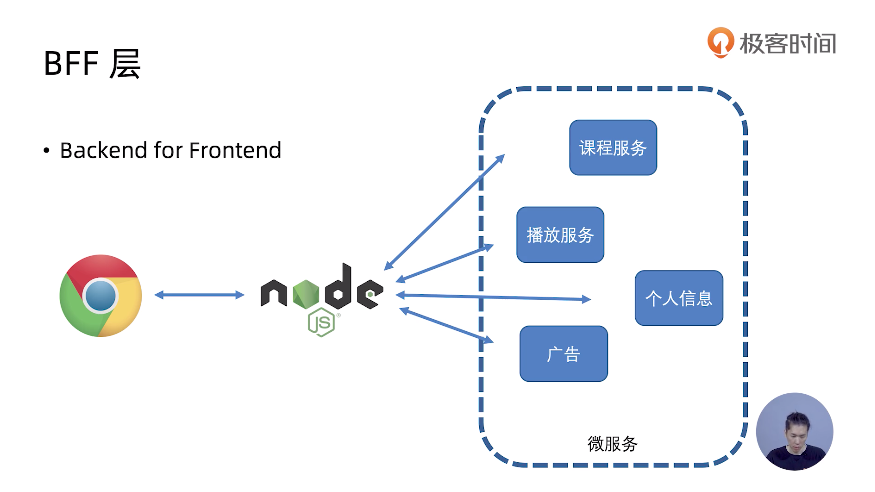 极客时间
BFF 层
• Backend for Frontend
课程服务
播放服务
个人信息
广告
node
JS
®
微服务